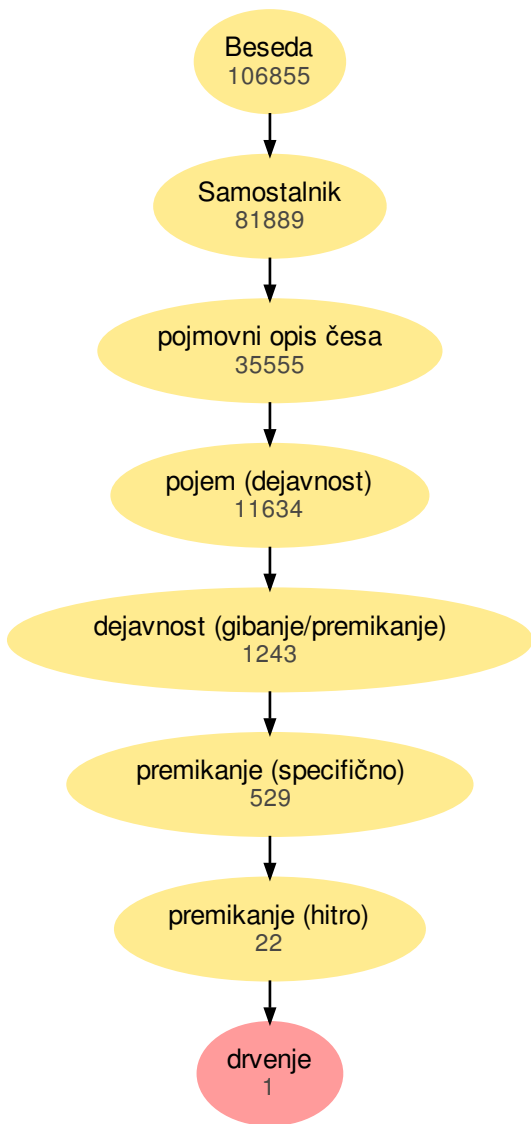 Beseda
106855
Samostalnik
81889
pojmovni opis česa
35555
pojem (dejavnost)
11634
dejavnost (gibanje/premikanje)
1243
premikanje (specifično)
529
premikanje (hitro)
22
drvenje
1